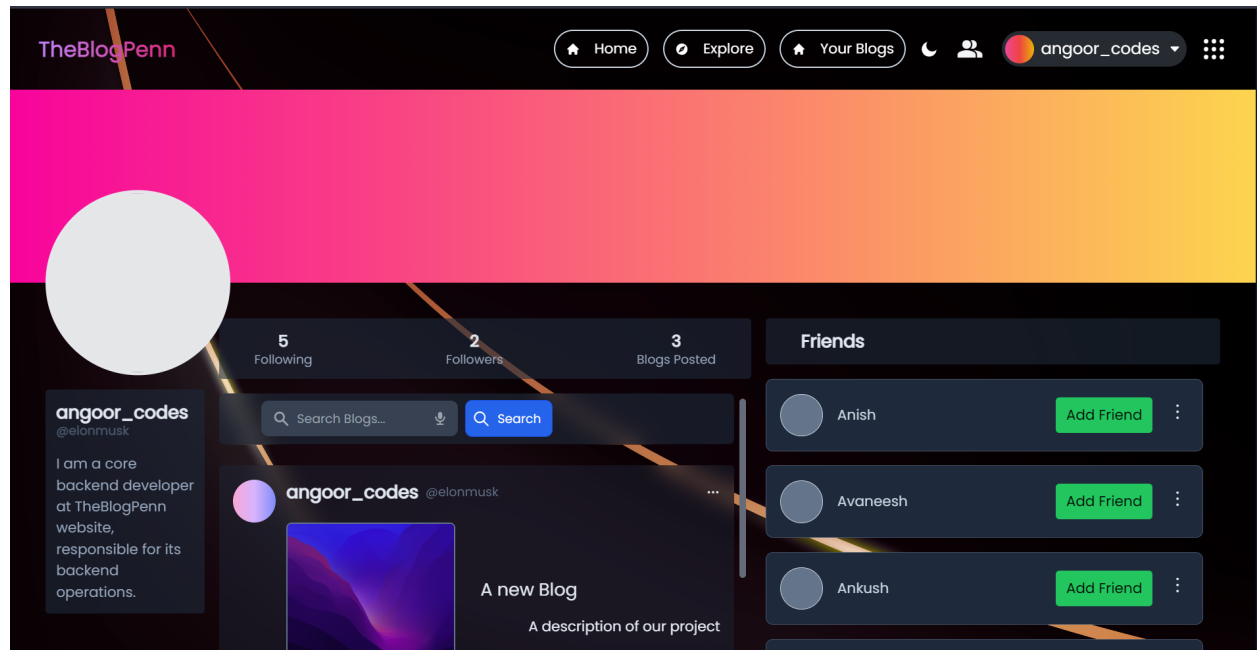 TheBlogPenn
Home
Explore
Your Blogs
angoor_codes
5
Following
2
Followers
3
Blogs Posted
angoor_codes
@elonmusk
I am a core
backend developer
at TheBlogPenn
website,
responsible for its
backend
operations.
Search Blogs...
Search
angoor_codes @elonmusk
A new Blog
A description of our project
Friends
Anish
Add Friend
Avaneesh
Add Friend
Ankush
Add Friend